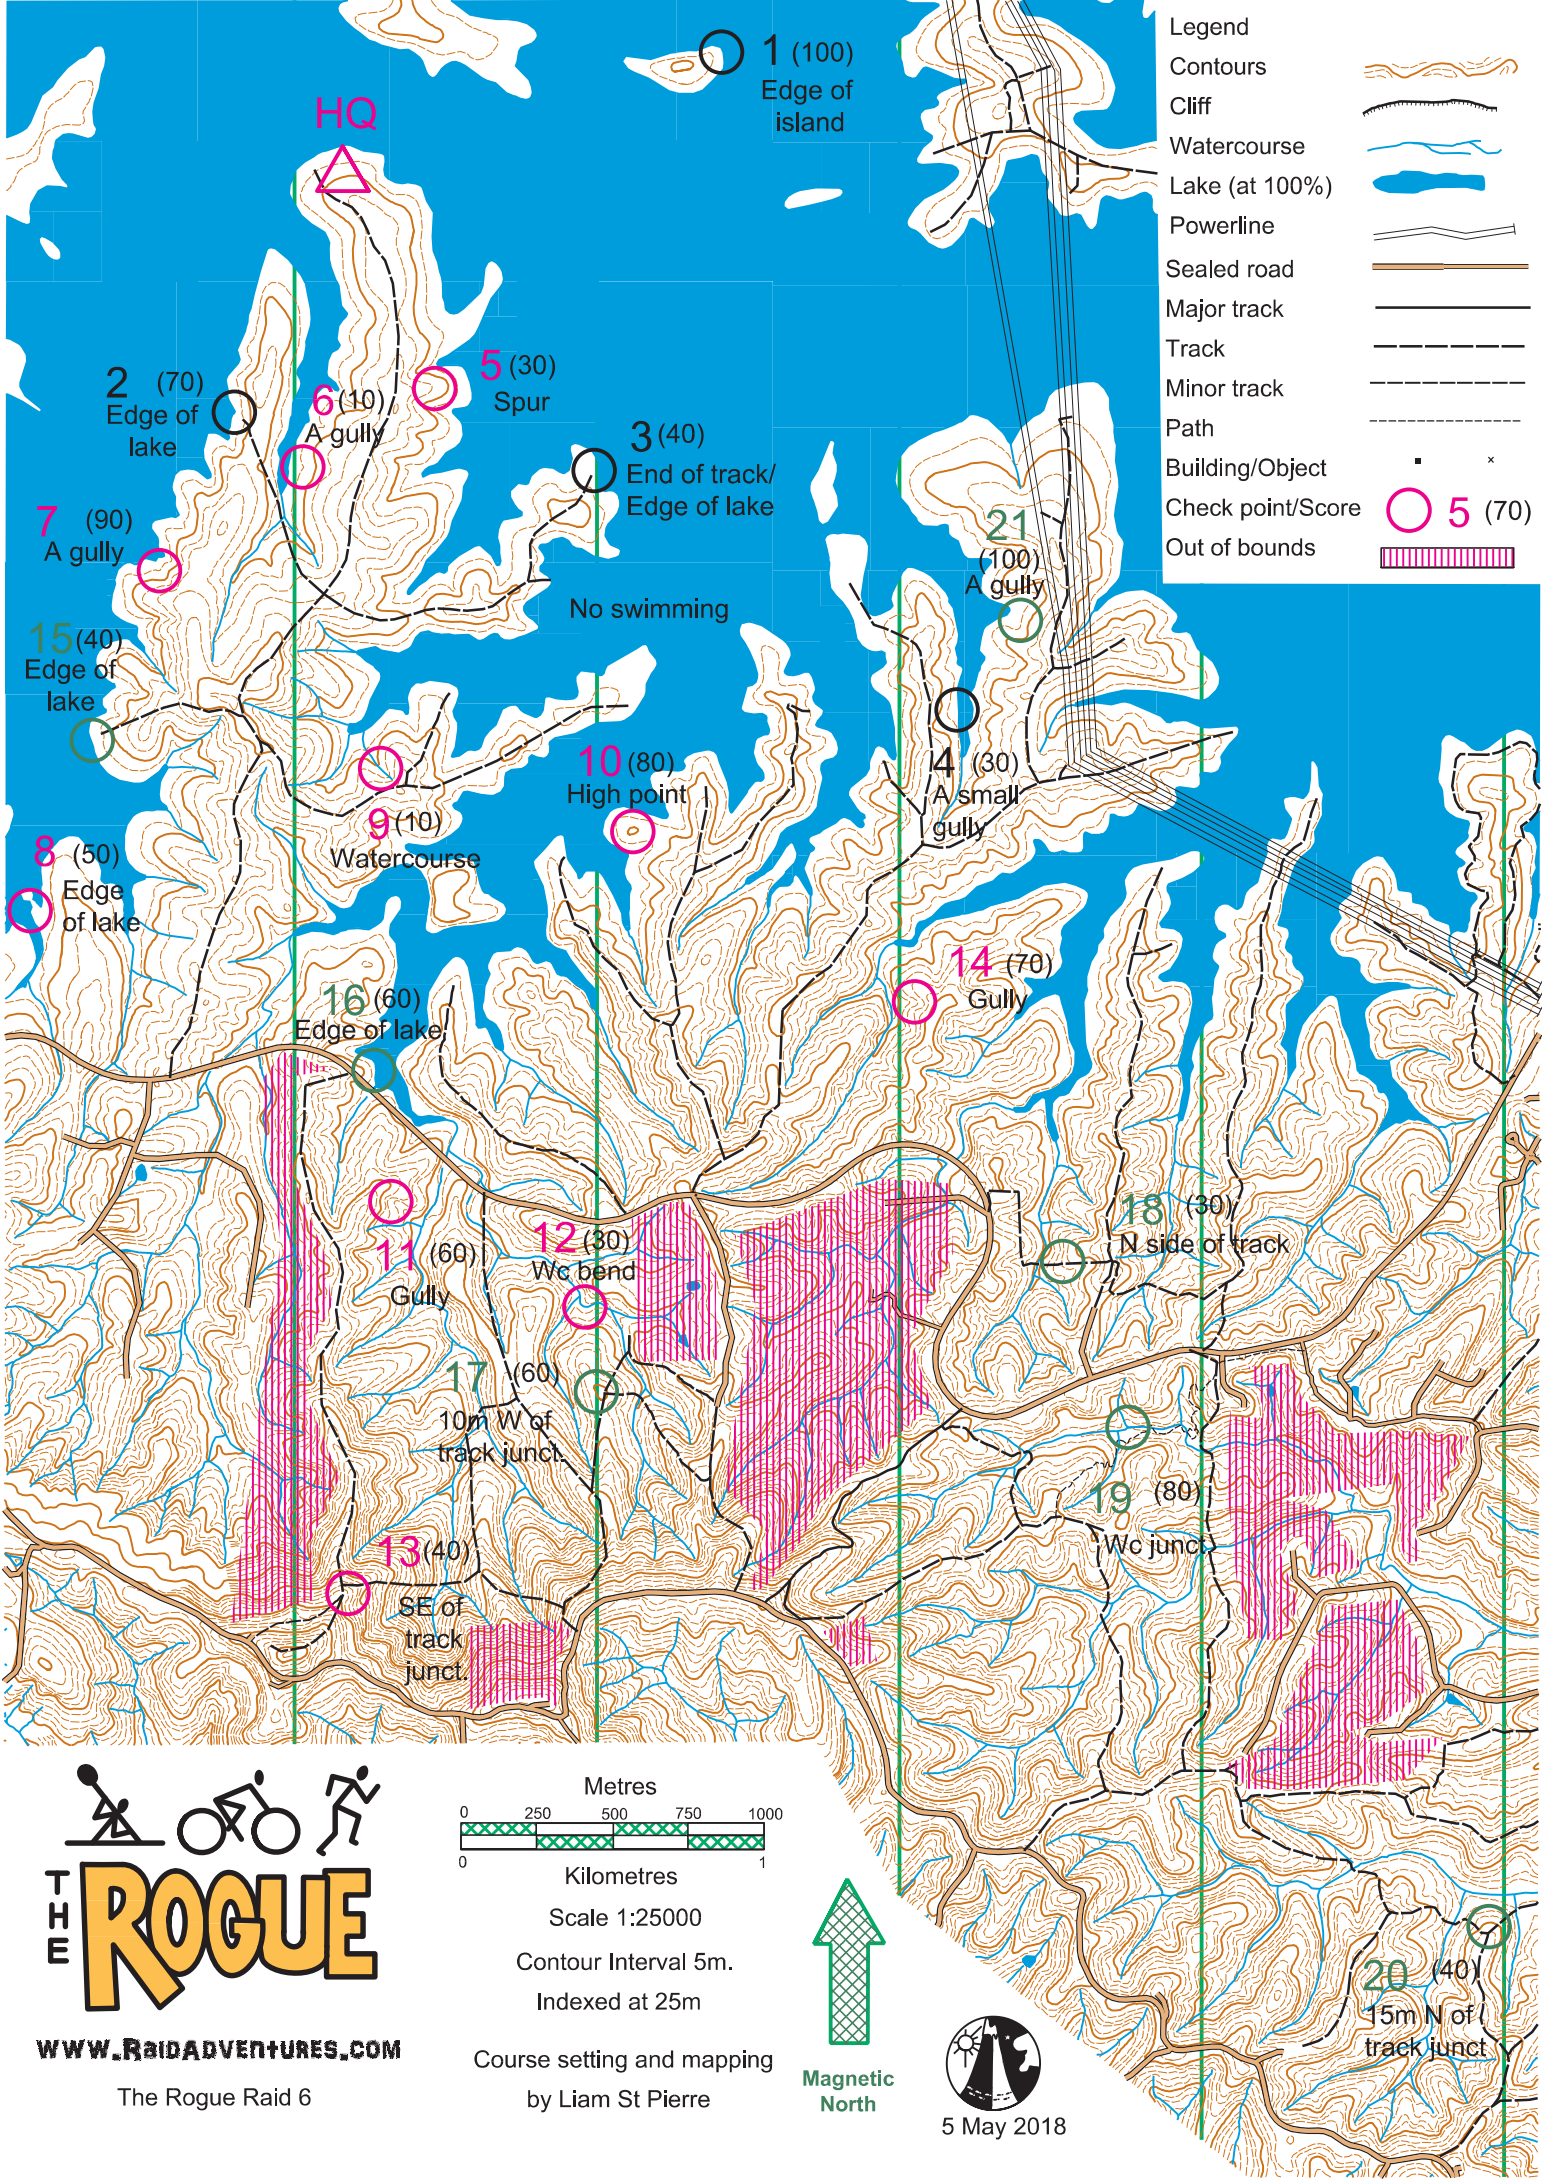 Legend
Contours
Cliff
Watercourse
Lake (at 100%)
Powerline
Sealed road
Major track
Track
Minor track
Path
Building/Object
Check point/Score 5 (70)
Out of bounds
HQ
1 (100)
Edge of
island
2 (70)
Edge of
lake
6 (10)
A gully
5 (30)
Spur
3 (40)
End of track/
Edge of lake
7 (90)
A gully
21
(100)
A gully
No swimming
15 (40)
Edge of
lake
10 (80)
High point
4 (30)
A small
gully
9 (10)
Watercourse
8 (50)
Edge
of lake
14 (70)
Gully
16 (60)
Edge of lake
11 (60)
Gully
12 (30)
Wc bend
18 (30)
N side of track
17 (60)
10m W of
track junct.
19 (80)
Wc junct.
13 (40)
SE of
track
junct.
20 (40)
15m N of
track junct
THE
ROGUE
www.RaidAdventures.com
The Rogue Raid 6
Metres
0 250 500 750 1000
0 1
Kilometres
Scale 1:25000
Contour Interval 5m.
Indexed at 25m
Course setting and mapping
by Liam St Pierre
Magnetic
North
5 May 2018